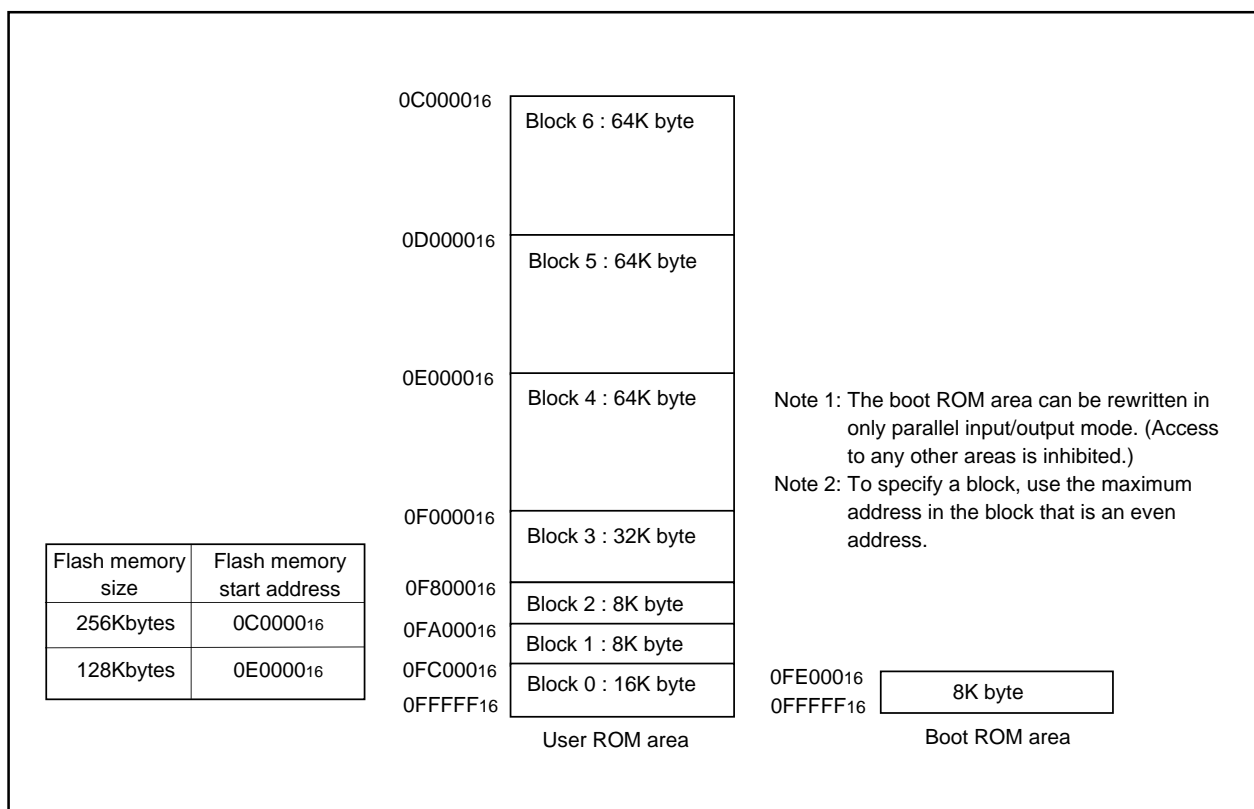 0C000016
Block 6 : 64K byte
0D000016
Block 5 : 64K byte
0E000016
Block 4 : 64K byte
0F000016
Block 3 : 32K byte
0F800016
Block 2 : 8K byte
0FA00016
Block 1 : 8K byte
0FC00016
Block 0 : 16K byte
0FFFFF16
User ROM area
Flash memory size
Flash memory start address
256Kbytes
0C000016
128Kbytes
0E000016
Note 1: The boot ROM area can be rewritten in
only parallel input/output mode. (Access
to any other areas is inhibited.)
Note 2: To specify a block, use the maximum
address in the block that is an even
address.
0FE00016
8K byte
0FFFFF16
Boot ROM area